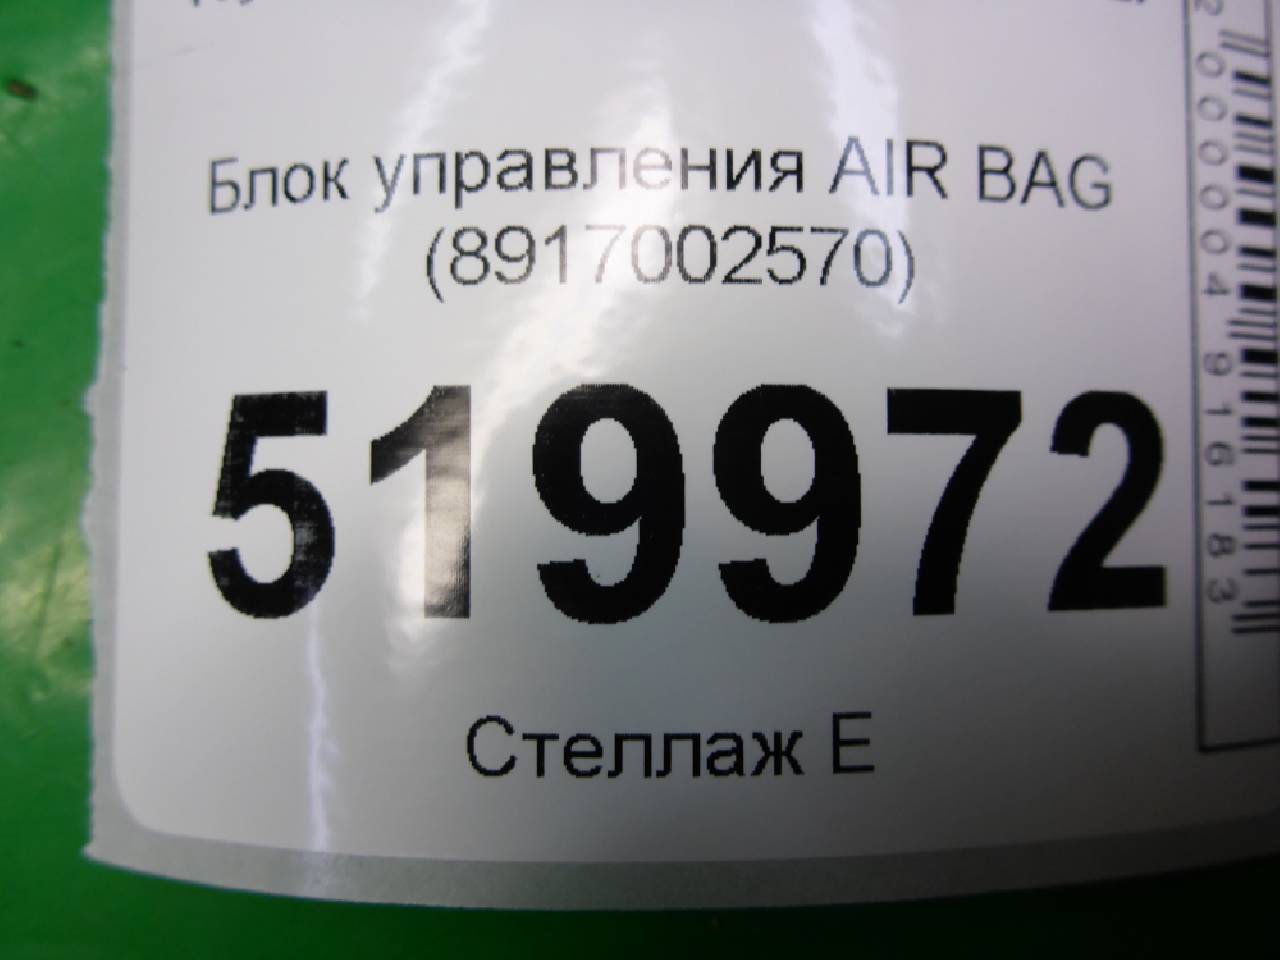 Блок управления AIR BAG
(8917002570)
519972
Стеллаж Е
2000004916183